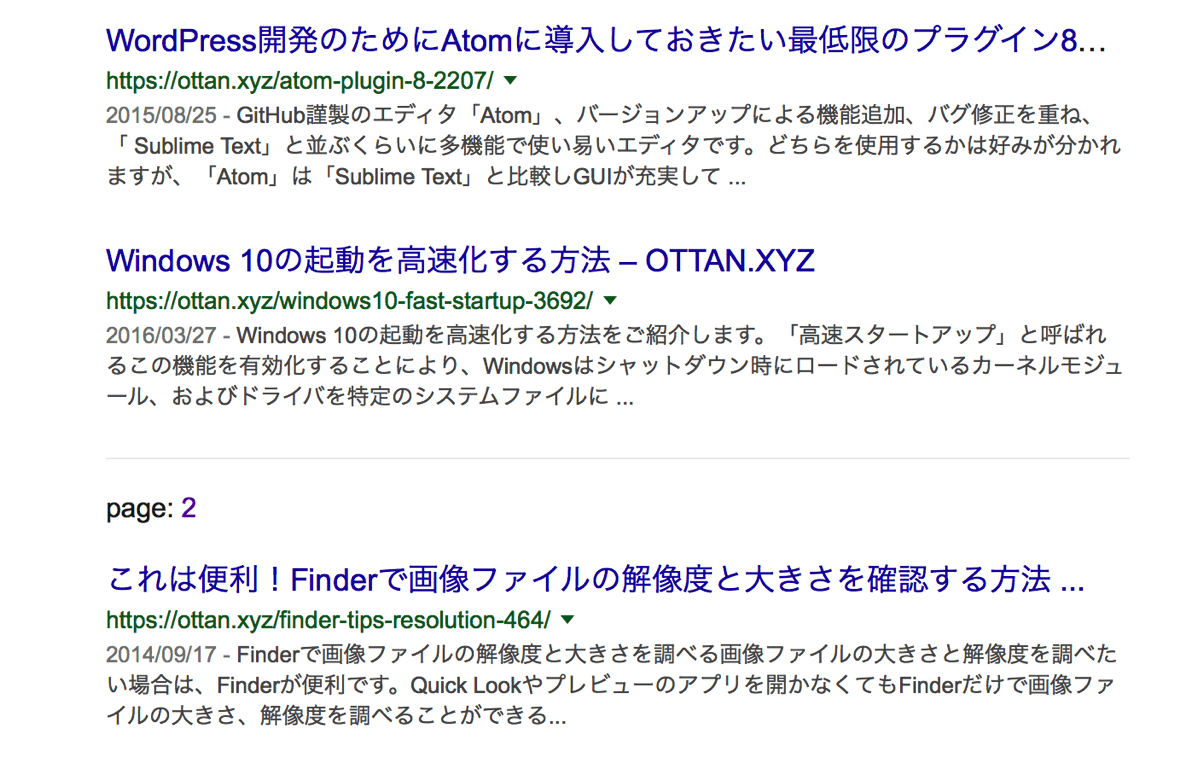 WordPress開発のためにAtomに導入しておきたい最低限のプラグイン8...
https://ottan.xyz/atom-plugin-8-2207/ ▼
2015/08/25 - GitHub謹製のエディタ「Atom」、バージョンアップによる機能追加、バグ修正を重ね、
「 Sublime Text」と並ぶくらいに多機能で使い易いエディタです。どちらを使用するかは好みが分かれ
ますが、「Atom」は「Sublime Text」と比較しGUIが充実して ...
Windows 10の起動を高速化する方法 – OTTAN.XYZ
https://ottan.xyz/windows10-fast-startup-3692/ ▼
2016/03/27 - Windows 10の起動を高速化する方法をご紹介します。「高速スタートアップ」と呼ばれ
るこの機能を有効化することにより、Windowsはシャットダウン時にロードされているカーネルモジュ
ール、およびドライバを特定のシステムファイルに ...
page: 2
これは便利！Finderで画像ファイルの解像度と大きさを確認する方法 ...
https://ottan.xyz/finder-tips-resolution-464/ ▼
2014/09/17 - Finderで画像ファイルの解像度と大きさを調べる画像ファイルの大きさと解像度を調べた
い場合は、Finderが便利です。Quick Lookやプレビューのアプリを開かなくてもFinderだけで画像ファ
イルの大きさ、解像度を調べることができる...